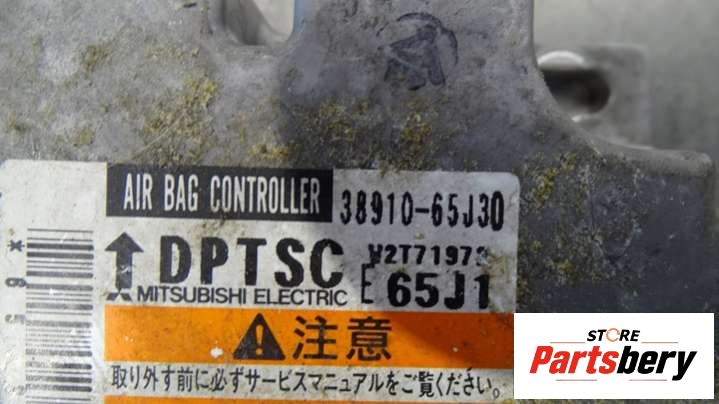 AIR BAG CONTROLLER 38910-65J30
DPTSC W2T71973
MITSUBISHI ELECTRIC E 65J1
注意
取り外す前に必ずサービスマニュアルをご覧ください。
STORE
Partsbery